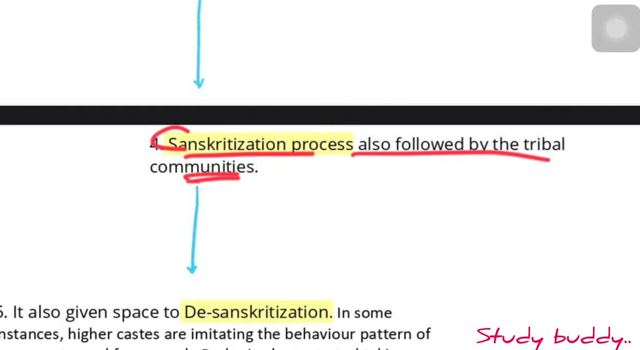 4. Sanskritization process also followed by the tribal
communities.
5. It also given space to De-sanskritization. In some
instances, higher castes are imitating the behaviour pattern of
Study buddy..